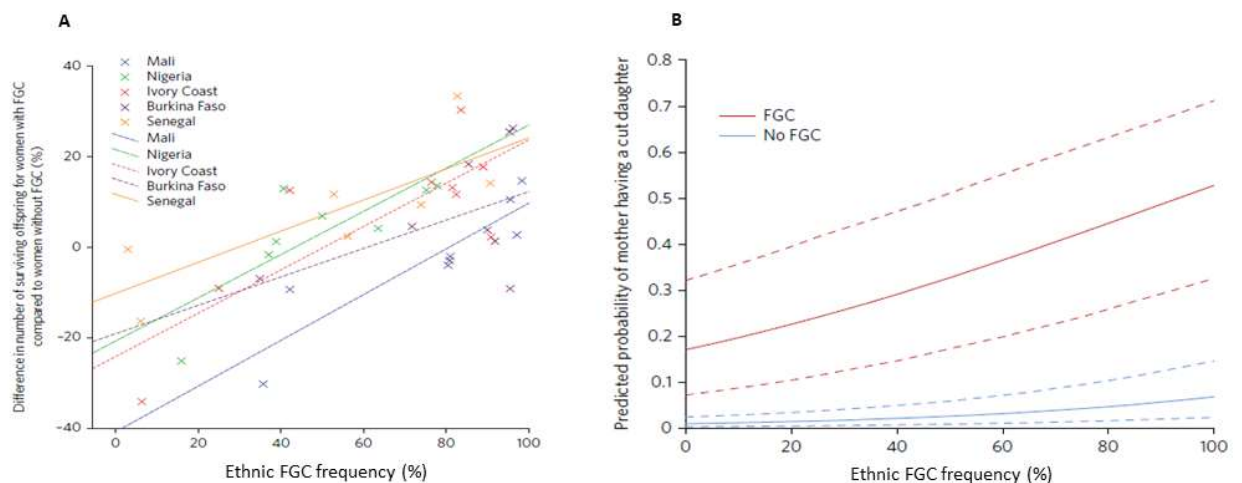 A
Difference in number of surviving offspring for women with FGC
compared to women without FGC (%)
40
20
0
−20
−40
Mali
Nigeria
Ivory Coast
Burkina Faso
Senegal
Mali
Nigeria
Ivory Coast
Burkina Faso
Senegal
0 20 40 60 80 100
Ethnic FGC frequency (%)
B
Predicted probability of mother having a cut daughter
0.8
0.7
0.6
0.5
0.4
0.3
0.2
0.1
0
FGC
No FGC
0 20 40 60 80 100
Ethnic FGC frequency (%)